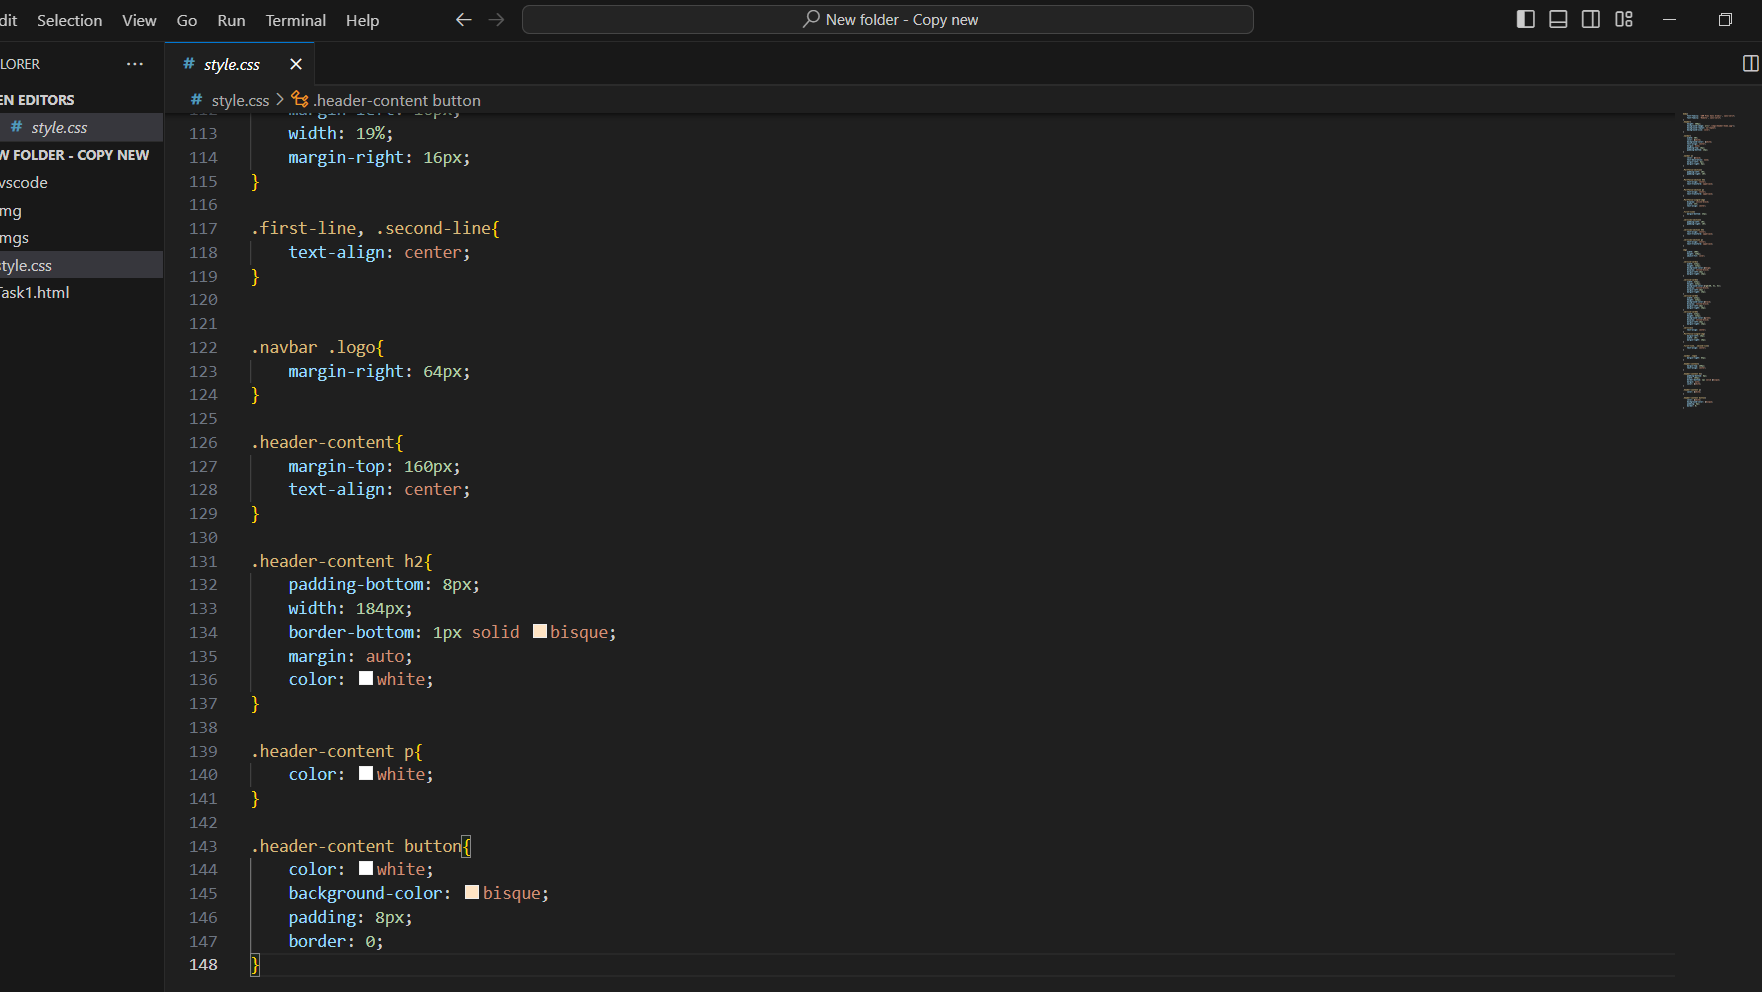 dit Selection View Go Run Terminal Help
New folder - Copy new
LORER
style.css
EN EDITORS
style.css
W FOLDER - COPY NEW
vscode
mg
mgs
style.css
Task1.html
style.css > .header-content button
margin-left: 16px;
113 width: 19%;
114 margin-right: 16px;
115 }
116
117 .first-line, .second-line{
118 text-align: center;
119 }
120
121
122 .navbar .logo{
123 margin-right: 64px;
124 }
125
126 .header-content{
127 margin-top: 160px;
128 text-align: center;
129 }
130
131 .header-content h2{
132 padding-bottom: 8px;
133 width: 184px;
134 border-bottom: 1px solid bisque;
135 margin: auto;
136 color: white;
137 }
138
139 .header-content p{
140 color: white;
141 }
142
143 .header-content button{
144 color: white;
145 background-color: bisque;
146 padding: 8px;
147 border: 0;
148 }